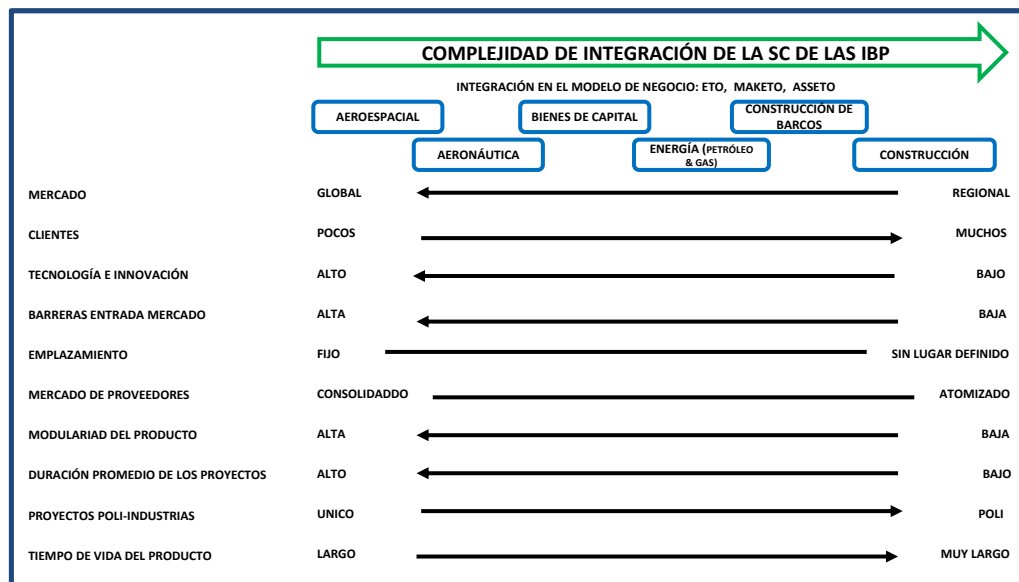 COMPLEJIDAD DE INTEGRACIÓN DE LA SC DE LAS IBP
INTEGRACIÓN EN EL MODELO DE NEGOCIO: ETO, MAKETO, ASSETO
AEROESPACIAL
BIENES DE CAPITAL
CONSTRUCCIÓN DE
BARCOS
AERONÁUTICA
ENERGÍA (PETRÓLEO
& GAS)
CONSTRUCCIÓN
MERCADO GLOBAL REGIONAL
CLIENTES POCOS MUCHOS
TECNOLOGÍA E INNOVACIÓN ALTO BAJO
BARRERAS ENTRADA MERCADO ALTA BAJA
EMPLAZAMIENTO FIJO SIN LUGAR DEFINIDO
MERCADO DE PROVEEDORES CONSOLIDADDO ATOMIZADO
MODULARIAD DEL PRODUCTO ALTA BAJA
DURACIÓN PROMEDIO DE LOS PROYECTOS ALTO BAJO
PROYECTOS POLI-INDUSTRIAS UNICO POLI
TIEMPO DE VIDA DEL PRODUCTO LARGO MUY LARGO